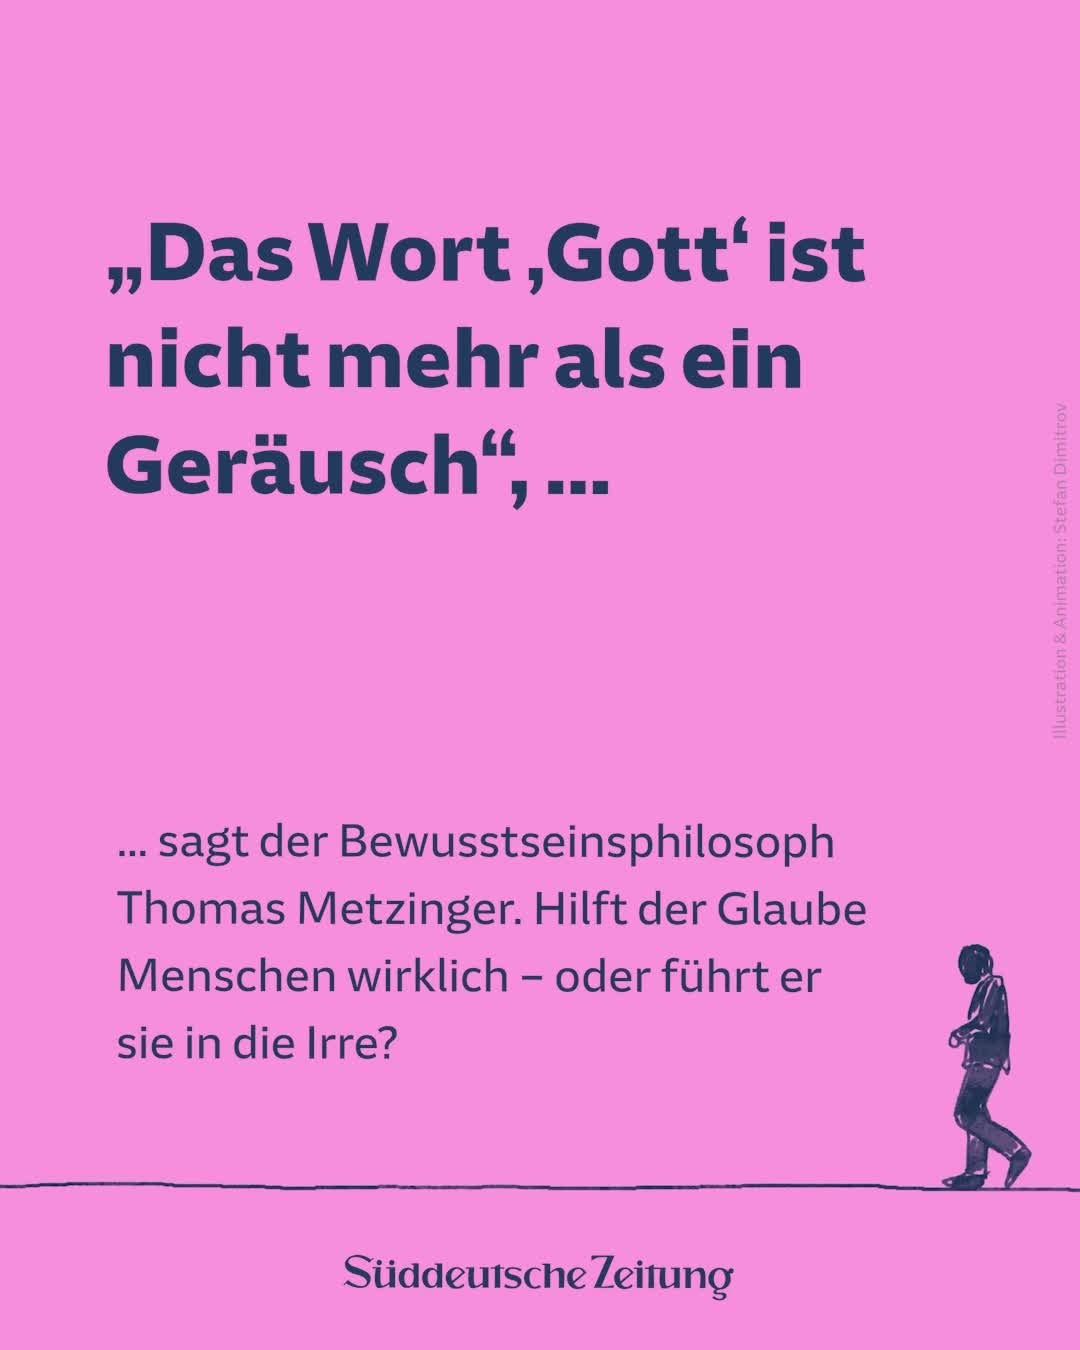 „Das Wort ‚Gott‘ ist
nicht mehr als ein
Geräusch“, ...
Illustration & Animation: Stefan Dimitrov
... sagt der Bewusstseinsphilosoph
Thomas Metzinger. Hilft der Glaube
Menschen wirklich – oder führt er
sie in die Irre?
Süddeutsche Zeitung